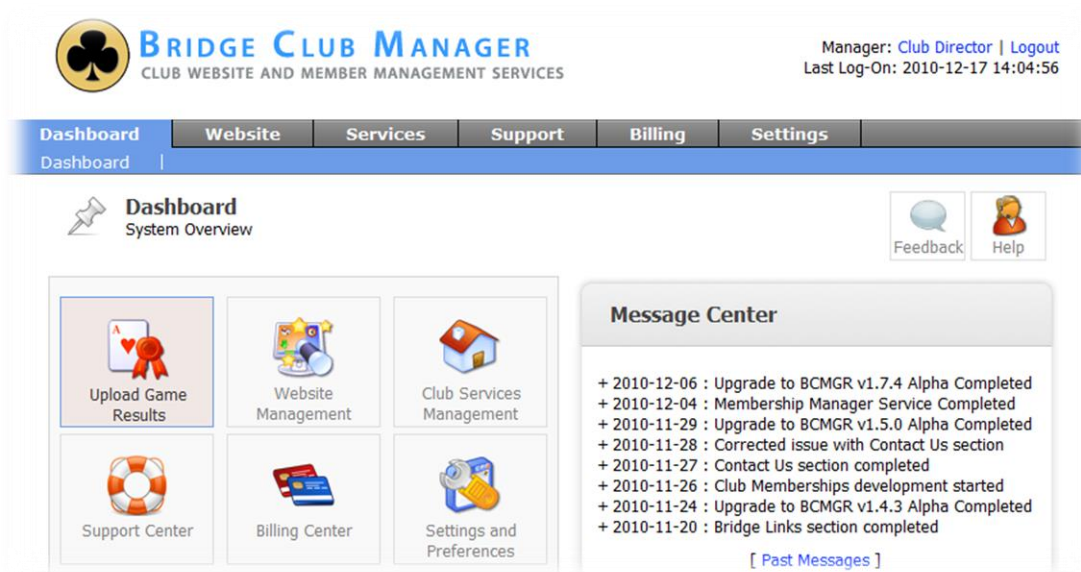 BRIDGE CLUB MANAGER
CLUB WEBSITE AND MEMBER MANAGEMENT SERVICES
Manager: Club Director | Logout
Last Log-On: 2010-12-17 14:04:56
Dashboard Website Services Support Billing Settings
Dashboard |
Dashboard
System Overview
Feedback
Help
A
Upload Game
Results
Website
Management
Club Services
Management
Support Center
Billing Center
Settings and
Preferences
Message Center
+ 2010-12-06 : Upgrade to BCMGR v1.7.4 Alpha Completed
+ 2010-12-04 : Membership Manager Service Completed
+ 2010-11-29 : Upgrade to BCMGR v1.5.0 Alpha Completed
+ 2010-11-28 : Corrected issue with Contact Us section
+ 2010-11-27 : Contact Us section completed
+ 2010-11-26 : Club Memberships development started
+ 2010-11-24 : Upgrade to BCMGR v1.4.3 Alpha Completed
+ 2010-11-20 : Bridge Links section completed
[ Past Messages ]